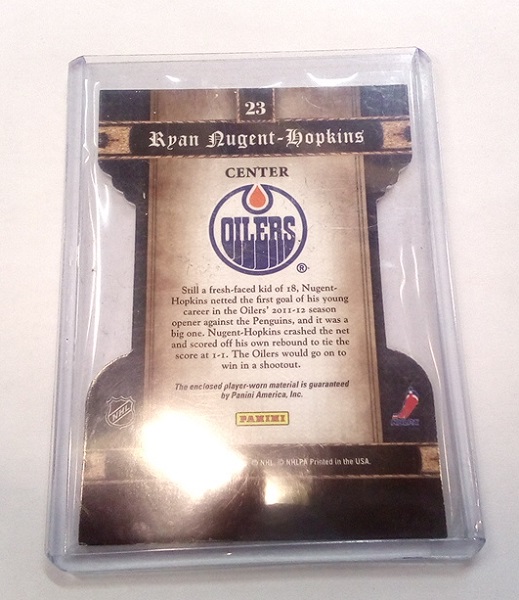 23
Ryan Nugent-Hopkins
CENTER
OILERS
®
Still a fresh-faced kid of 18, Nugent-
Hopkins netted the first goal of his young
career in the Oilers' 2011-12 season
opener against the Penguins, and it was a
big one. Nugent-Hopkins crashed the net
and scored off his own rebound to tie the
score at 1-1. The Oilers would go on to
win in a shootout.
The enclosed player-worn material is guaranteed
by Panini America, Inc.
NHL
PANINI
© NHL. © NHLPA Printed in the USA.